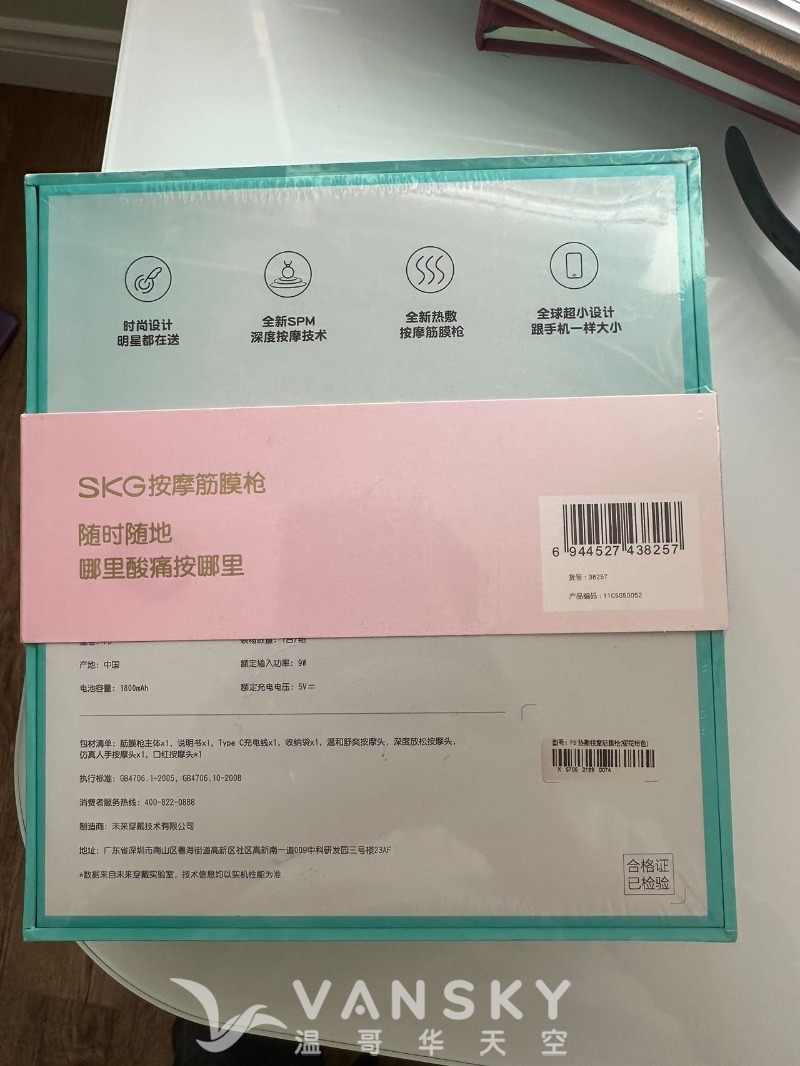 时尚设计
明星都在送
全新SPM
深度按摩技术
全新热敷
按摩筋膜枪
全球超小设计
跟手机一样大小
SKG按摩筋膜枪
随时随地
哪里酸痛按哪里
6 944527 438257
货号：38257
产品编码：1105050052
产地：中国
额定输入功率：9W
电池容量：1800mAh
额定充电电压：5V⎓
包材清单：筋膜枪主体x1，说明书x1，Type C充电线x1，收纳袋x1，温和舒爽按摩头，深度放松按摩头，
仿真人手按摩头x1，口红按摩头*1
执行标准：GB4706.1-2005，GB4706.10-2008
消费者服务热线：400-822-0888
制造商：未来穿戴技术有限公司
地址：广东省深圳市南山区粤海街道高新区社区高新南一道009中科研发园三号楼23AF
*数据来自未来穿戴实验室，技术信息均以实机性能为准
合格证
已检验
VANSKY
温哥华天空